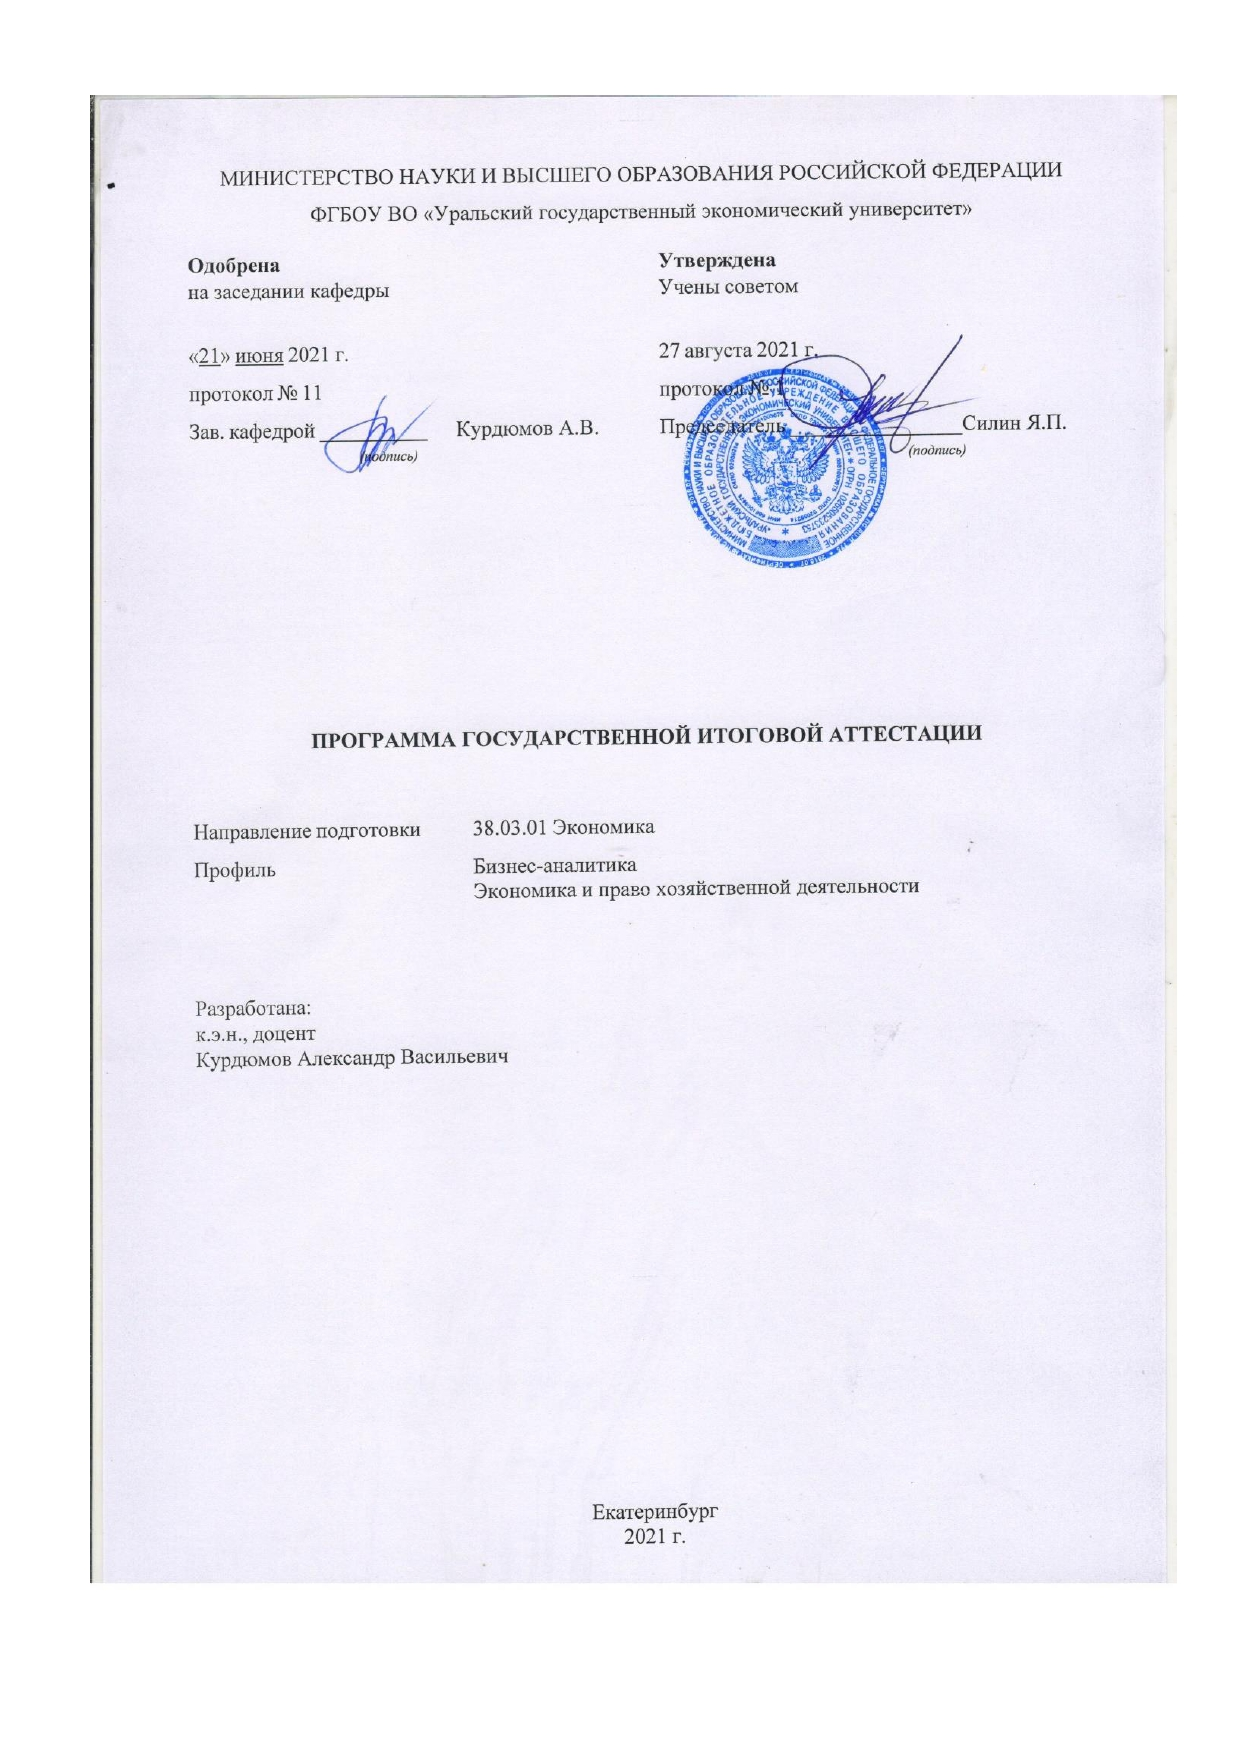 МИНИСТЕРСТВО НАУКИ И ВЫСШЕГО ОБРАЗОВАНИЯ РОССИЙСКОЙ ФЕДЕРАЦИИ
ФГБОУ ВО «Уральский государственный экономический университет»
Одобрена
на заседании кафедры
«21» июня 2021 г.
протокол № 11
Зав. кафедрой __________ Курдюмов А.В.
(подпись)
Утверждена
Учены советом
27 августа 2021 г.
протокол № 1
Председатель ________________ Силин Я.П.
(подпись)
ПРОГРАММА ГОСУДАРСТВЕННОЙ ИТОГОВОЙ АТТЕСТАЦИИ
Направление подготовки 38.03.01 Экономика
Профиль Бизнес-аналитика
Экономика и право хозяйственной деятельности
Разработана:
к.э.н., доцент
Курдюмов Александр Васильевич
Екатеринбург
2021 г.